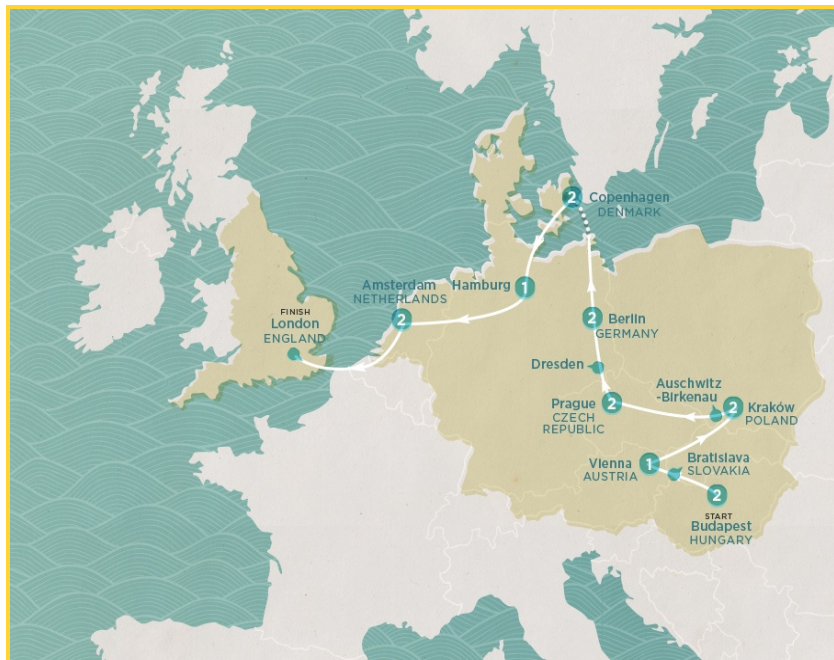 2
Copenhagen
DENMARK
Amsterdam
NETHERLANDS
2
Hamburg
1
FINISH
London
ENGLAND
2
Berlin
GERMANY
Dresden
Prague
CZECH
REPUBLIC
2
Auschwitz
-Birkenau
2
Kraków
POLAND
Vienna
AUSTRIA
1
Bratislava
SLOVAKIA
2
START
Budapest
HUNGARY